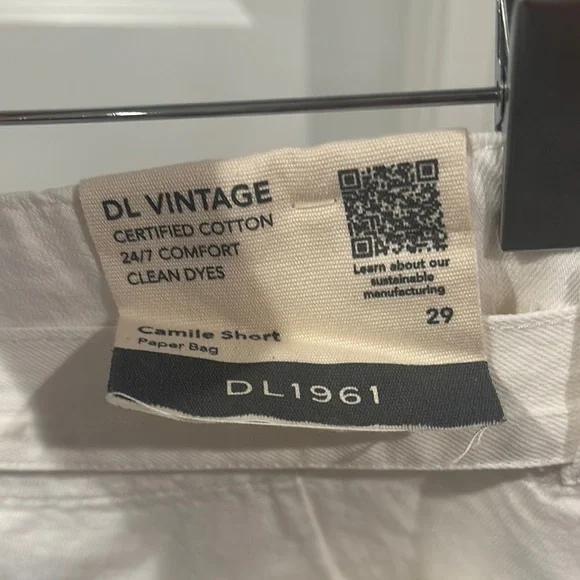 DL VINTAGE
CERTIFIED COTTON
24/7 COMFORT
CLEAN DYES
Learn about our
sustainable
manufacturing
29
Camile Short
Paper Bag
DL1961